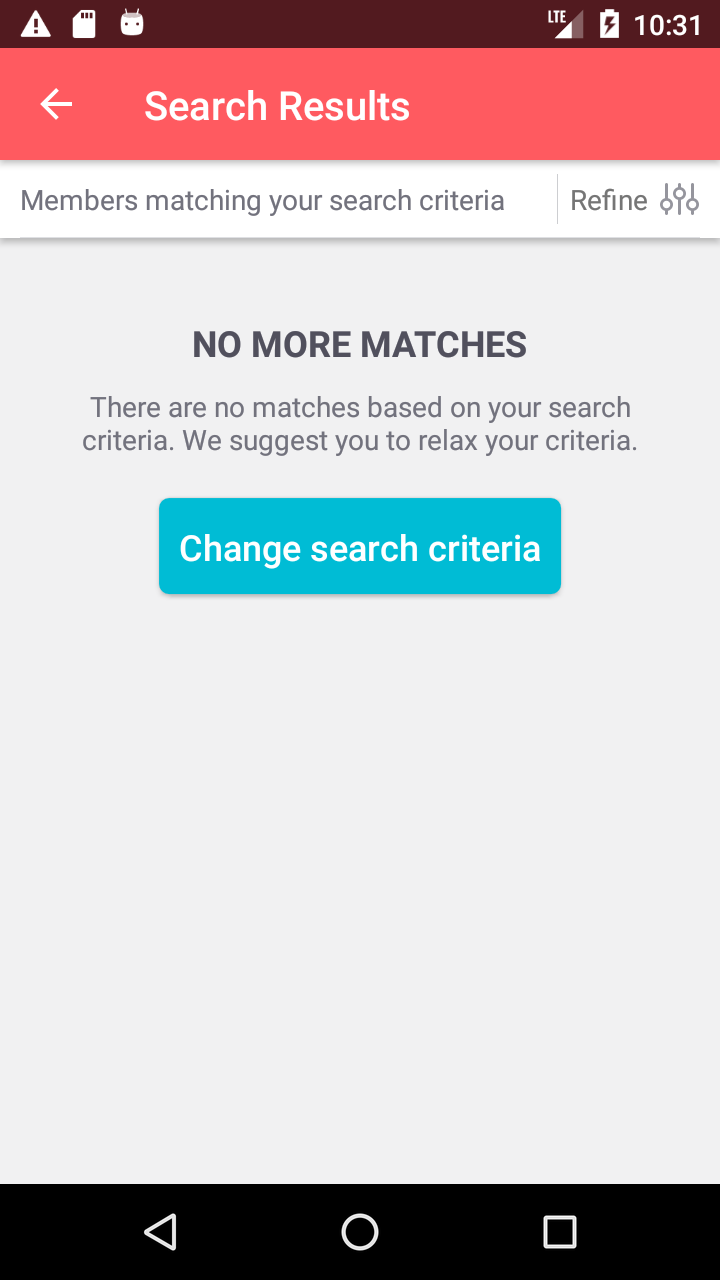 LTE 10:31
Search Results
Members matching your search criteria Refine
NO MORE MATCHES
There are no matches based on your search
criteria. We suggest you to relax your criteria.
Change search criteria